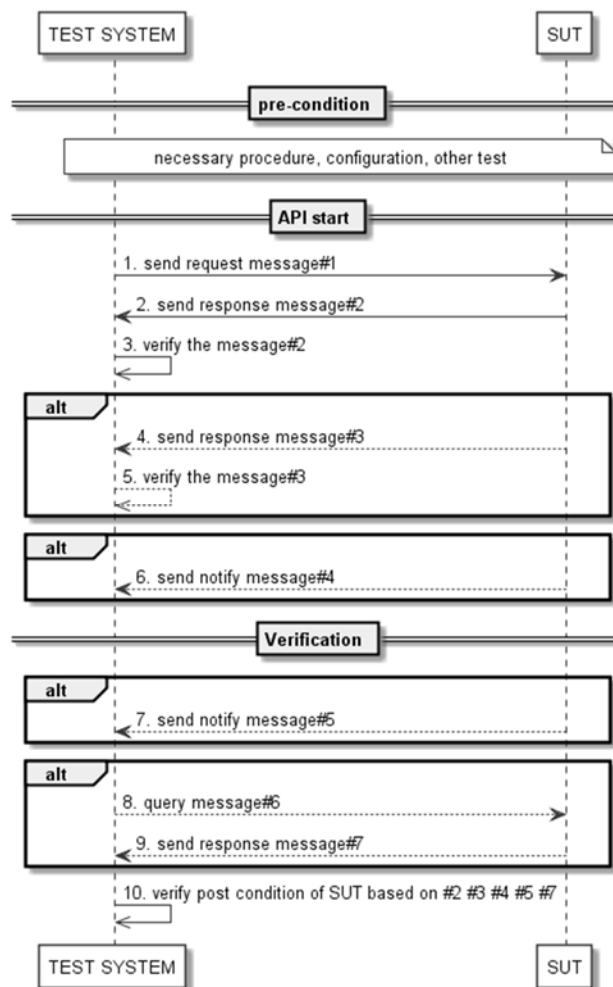 TEST SYSTEM
SUT
pre-condition
necessary procedure, configuration, other test
API start
1. send request message#1
2. send response message#2
3. verify the message#2
alt
4. send response message#3
5. verify the message#3
alt
6. send notify message#4
Verification
alt
7. send notify message#5
alt
8. query message#6
9. send response message#7
10. verify post condition of SUT based on #2 #3 #4 #5 #7
TEST SYSTEM
SUT